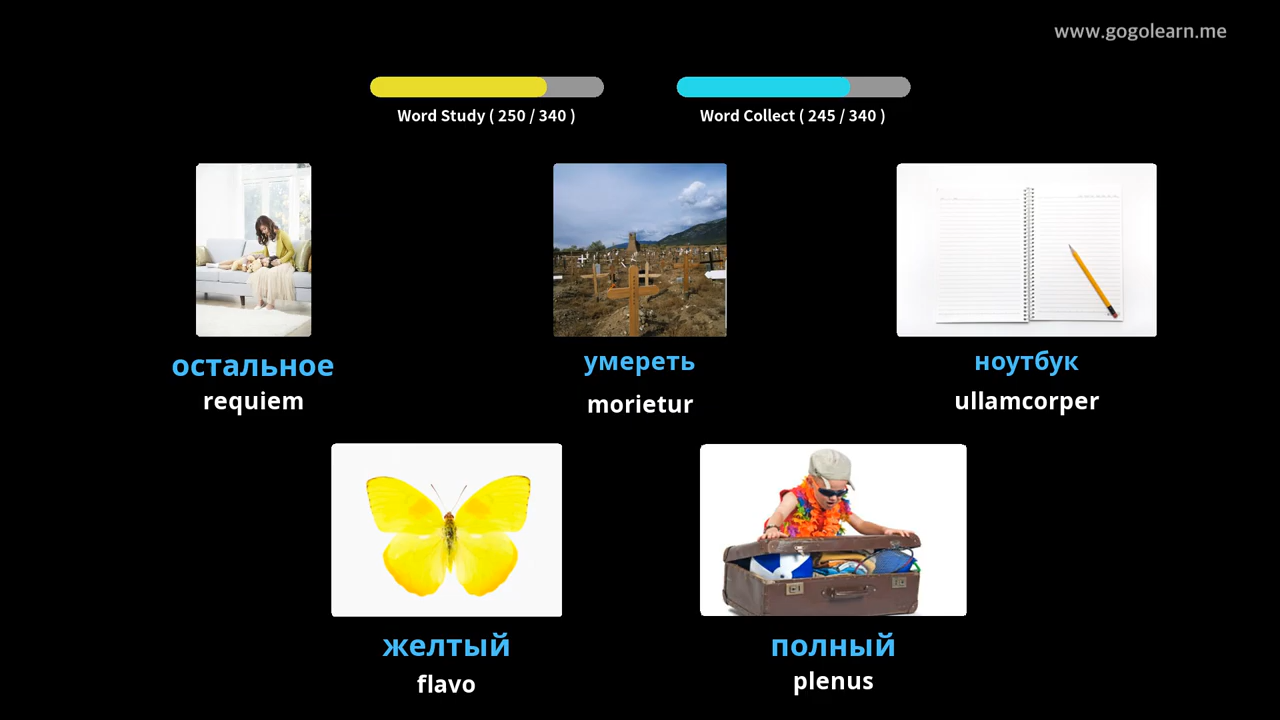 www.gogolearn.me
Word Study ( 250 / 340 )
Word Collect ( 245 / 340 )
остальное
requiem
умереть
morietur
ноутбук
ullamcorper
желтый
flavo
полный
plenus